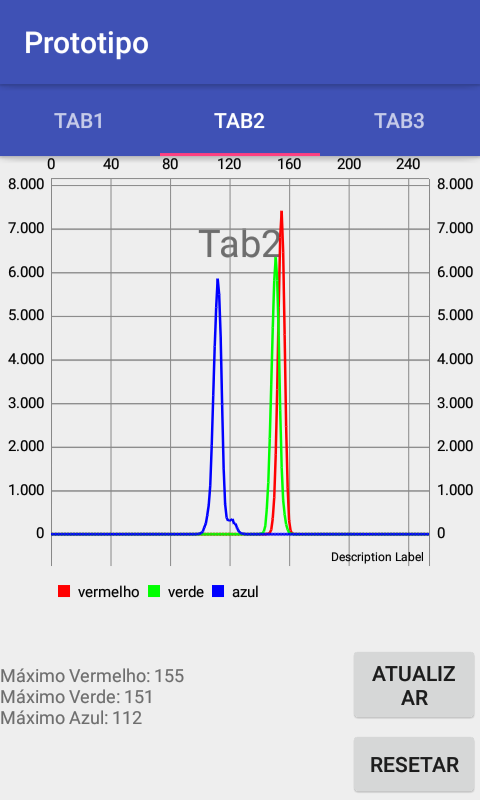 Prototipo
TAB1 TAB2 TAB3
0 40 80 120 160 200 240
8.000 8.000
7.000 7.000
Tab2
6.000 6.000
5.000 5.000
4.000 4.000
3.000 3.000
2.000 2.000
1.000 1.000
0 0
Description Label
vermelho verde azul
Máximo Vermelho: 155
Máximo Verde: 151
Máximo Azul: 112
ATUALIZ
AR
RESETAR